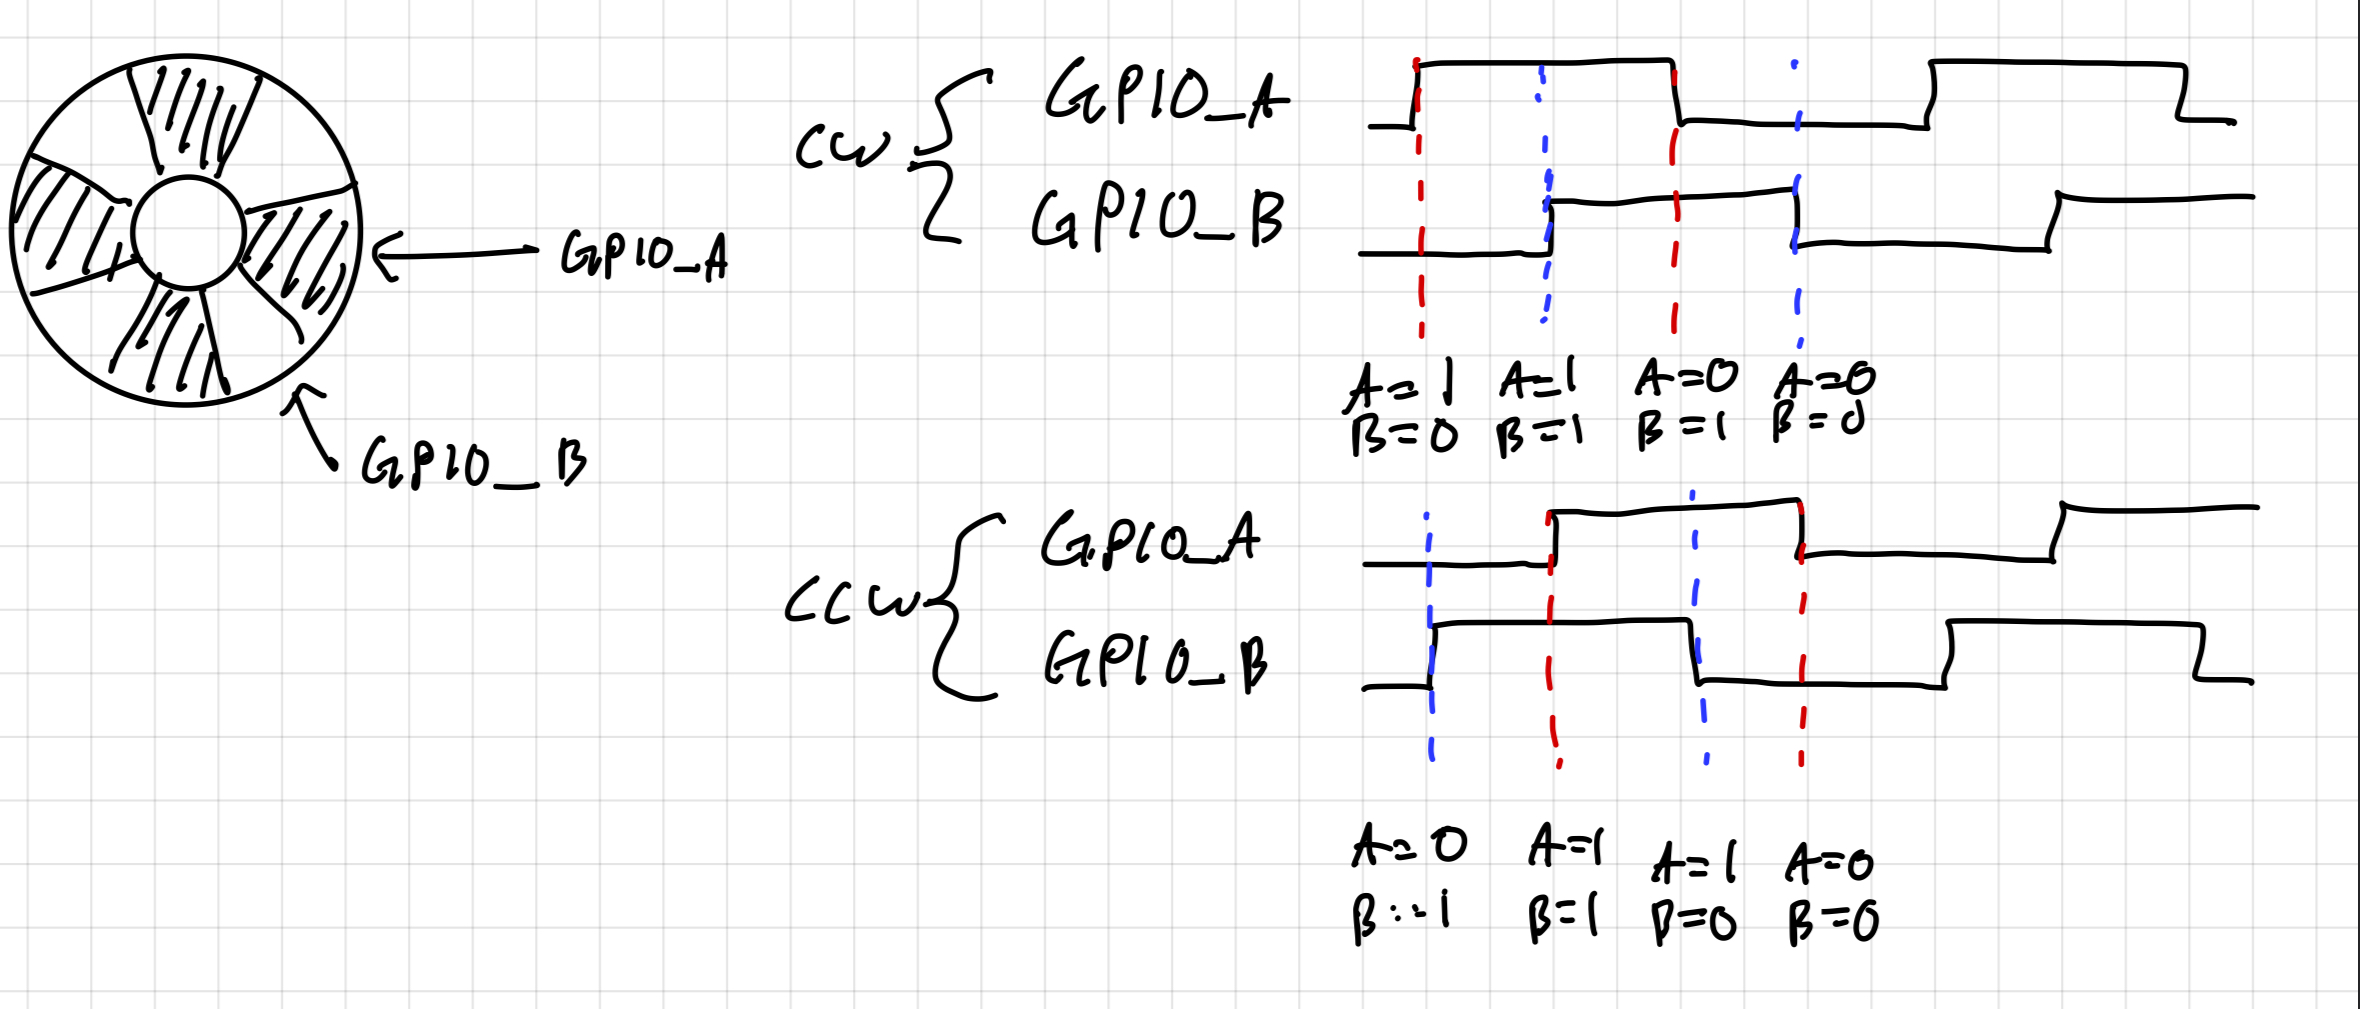 GPIO_A
GPIO_B
CW
GPIO_A
GPIO_B
A=1 A=1 A=0 A=0
B=0 B=1 B=1 B=0
CCW
GPIO_A
GPIO_B
A=0 A=1 A=1 A=0
B=1 B=1 B=0 B=0